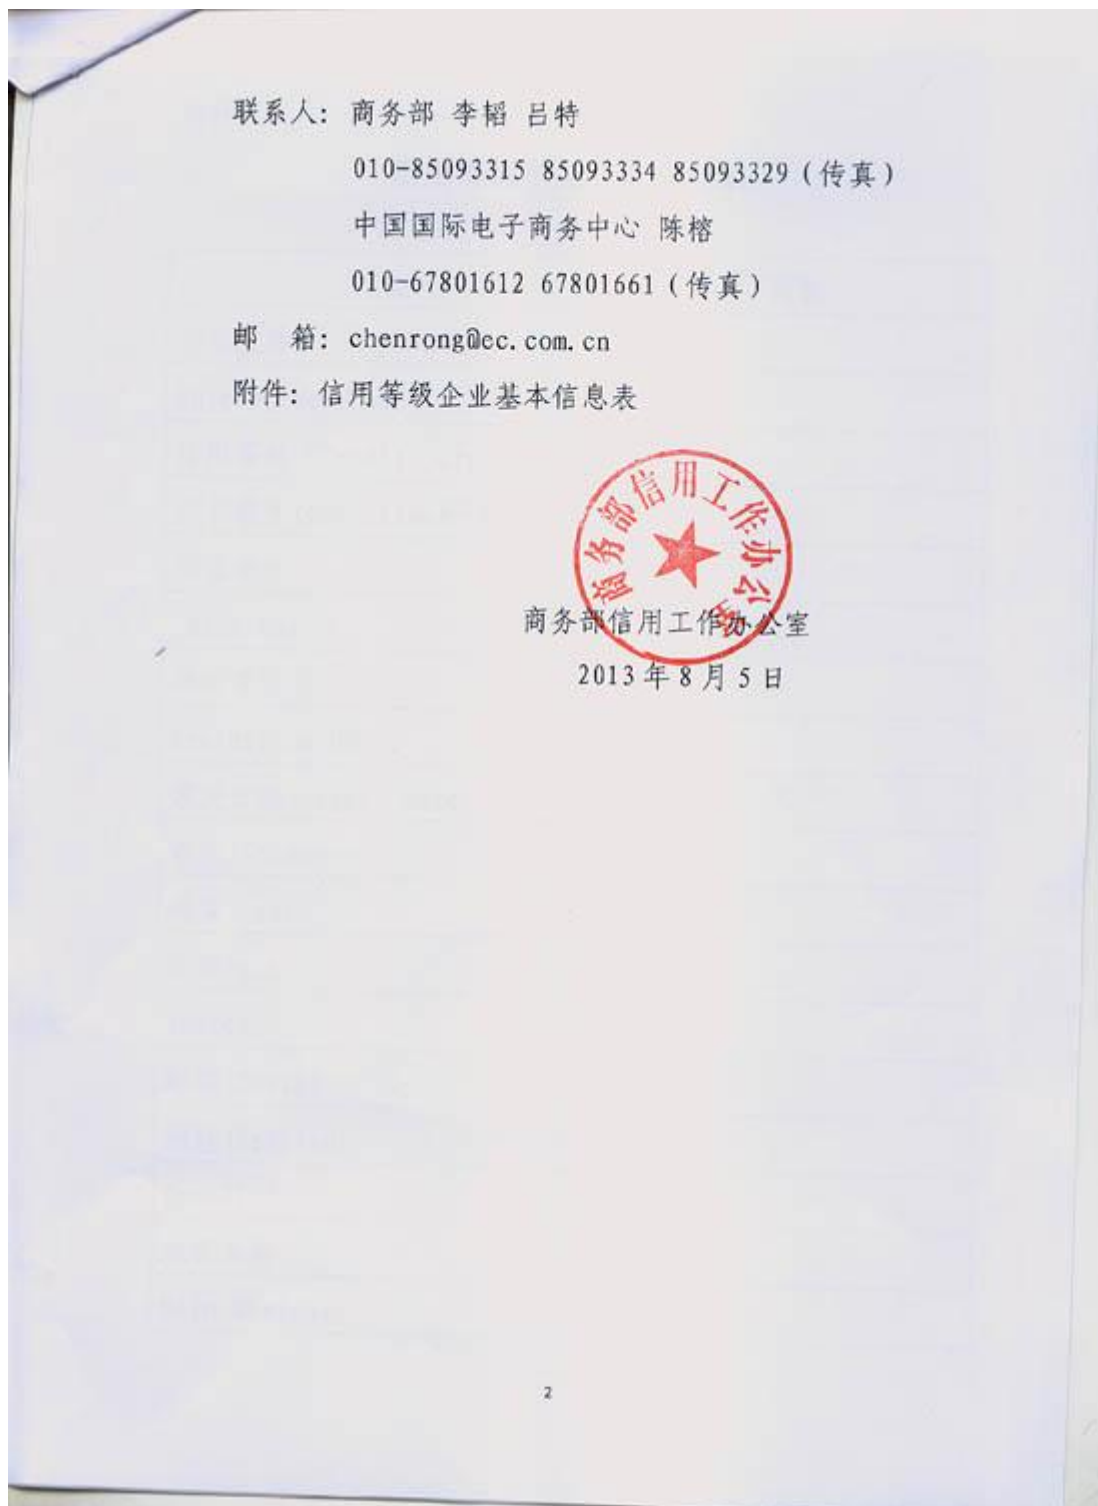 联系人: 商务部 李韬 吕特
010-85093315 85093334 85093329(传真)
中国国际电子商务中心 陈榕
010-67801612 67801661(传真)
邮 箱: chenrong@ec.com.cn
附件: 信用等级企业基本信息表
商务部信用工作办公室
商务部信用工作办公室
2013年8月5日
2